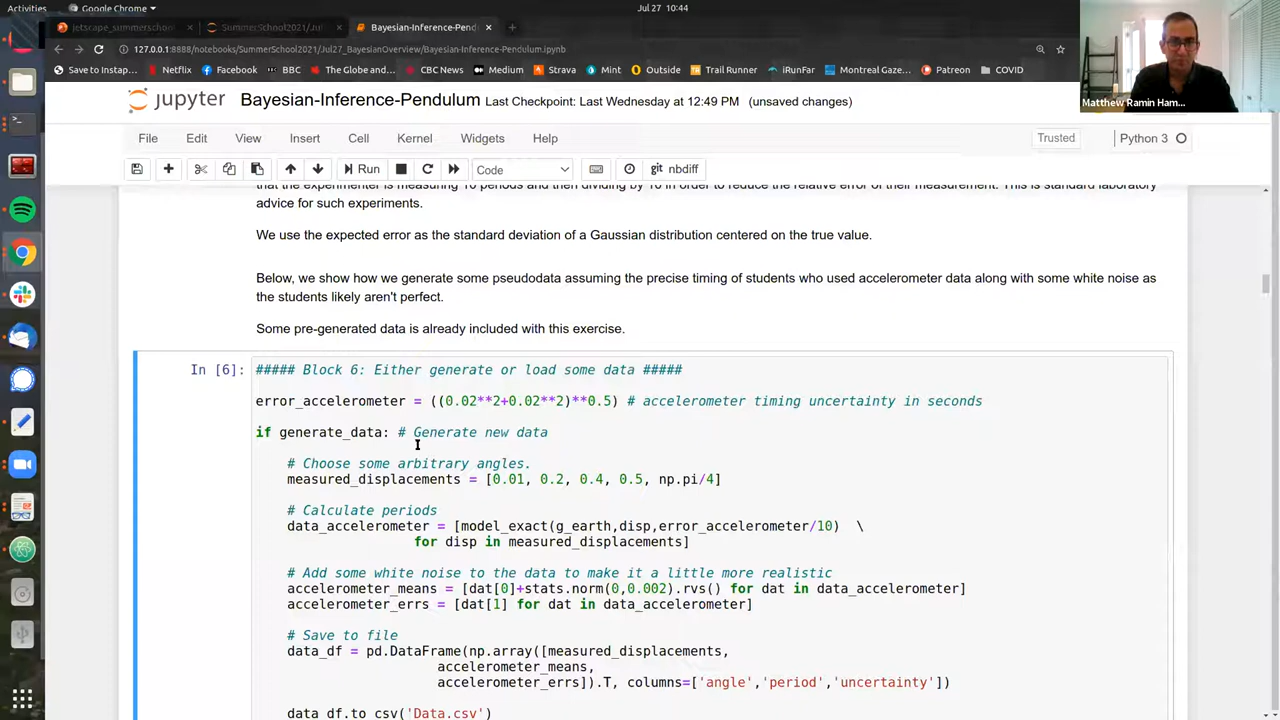 Activities
Google Chrome
Jul 27 10:44
jetscape_summerschool
SummerSchool2021/Jul
Bayesian-Inference-Pend
127.0.0.1:8888/notebooks/SummerSchool2021/Jul27_BayesianOverview/Bayesian-Inference-Pendulum.ipynb
Save to Instap... Netflix Facebook BBC The Globe and... CBC News Medium Strava Mint Outside Trail Runner iRunFar Montreal Gaze... Patreon COVID
Matthew Ramin Ham...
jupyter Bayesian-Inference-Pendulum Last Checkpoint: Last Wednesday at 12:49 PM (unsaved changes)
File Edit View Insert Cell Kernel Widgets Help Trusted Python 3
Run Code git nbdiff
that the experimenter is measuring 10 periods and then dividing by 10 in order to reduce the relative error of their measurement. This is standard laboratory
advice for such experiments.
We use the expected error as the standard deviation of a Gaussian distribution centered on the true value.
Below, we show how we generate some pseudodata assuming the precise timing of students who used accelerometer data along with some white noise as
the students likely aren't perfect.
Some pre-generated data is already included with this exercise.
In [6]: ##### Block 6: Either generate or load some data #####
error_accelerometer = ((0.02**2+0.02**2)**0.5) # accelerometer timing uncertainty in seconds
if generate_data: # Generate new data
# Choose some arbitrary angles.
measured_displacements = [0.01, 0.2, 0.4, 0.5, np.pi/4]
# Calculate periods
data_accelerometer = [model_exact(g_earth,disp,error_accelerometer/10) \
for disp in measured_displacements]
# Add some white noise to the data to make it a little more realistic
accelerometer_means = [dat[0]+stats.norm(0,0.002).rvs() for dat in data_accelerometer]
accelerometer_errs = [dat[1] for dat in data_accelerometer]
# Save to file
data_df = pd.DataFrame(np.array([measured_displacements,
accelerometer_means,
accelerometer_errs]).T, columns=['angle','period','uncertainty'])
data_df.to_csv('Data.csv')